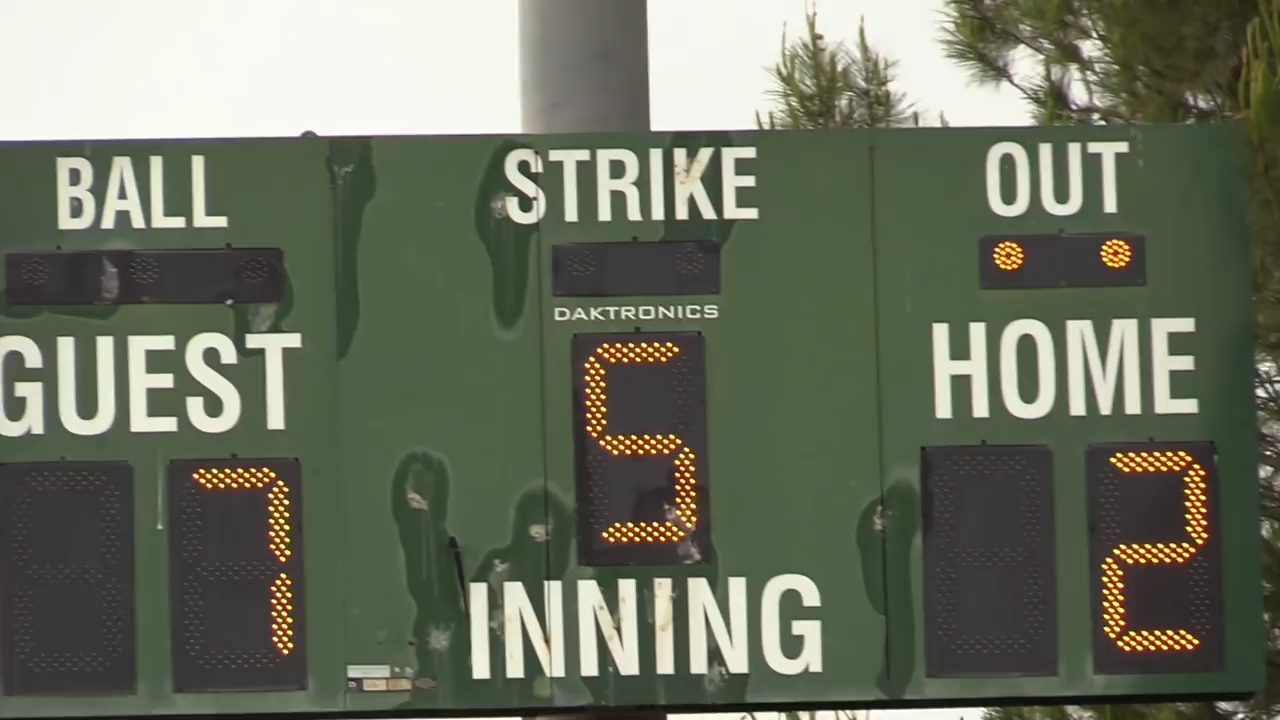 BALL STRIKE OUT
DAKTRONICS
GUEST HOME
7 5 2
INNING